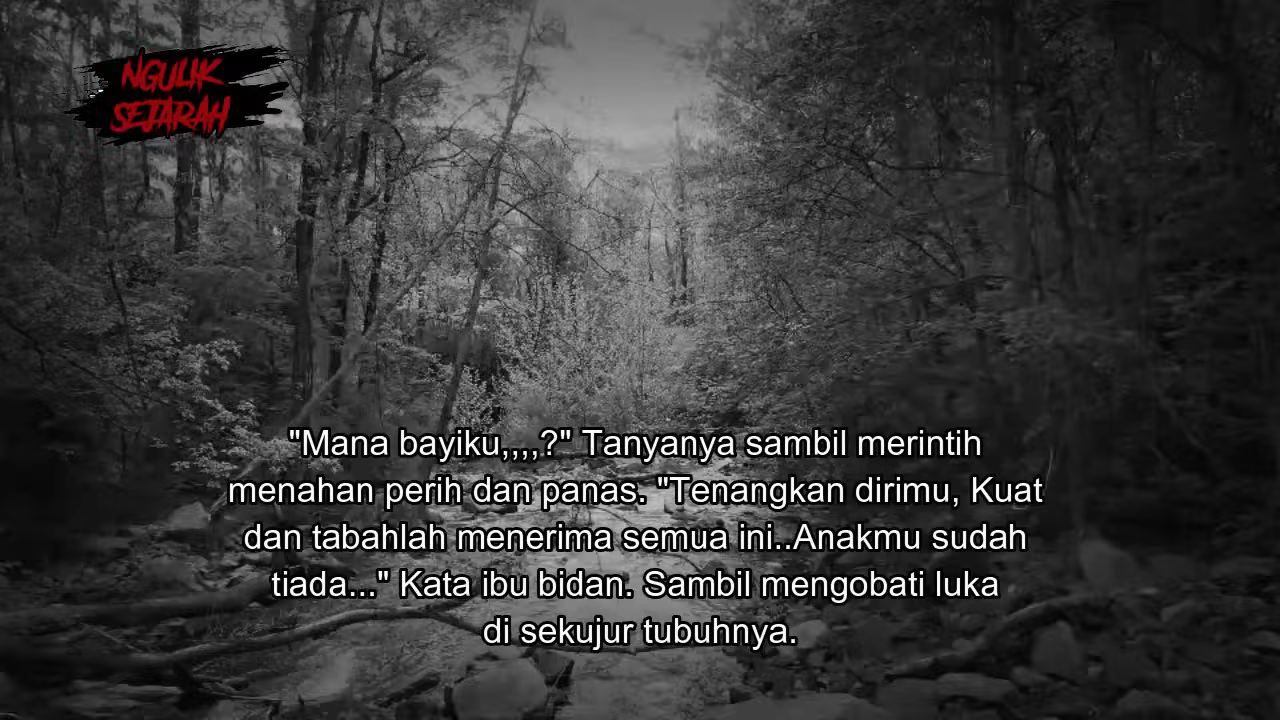 NGULIK
SEJARAH
"Mana bayiku,,,,?" Tanyanya sambil merintih
menahan perih dan panas. "Tenangkan dirimu, Kuat
dan tabahlah menerima semua ini..Anakmu sudah
tiada..." Kata ibu bidan. Sambil mengobati luka
di sekujur tubuhnya.